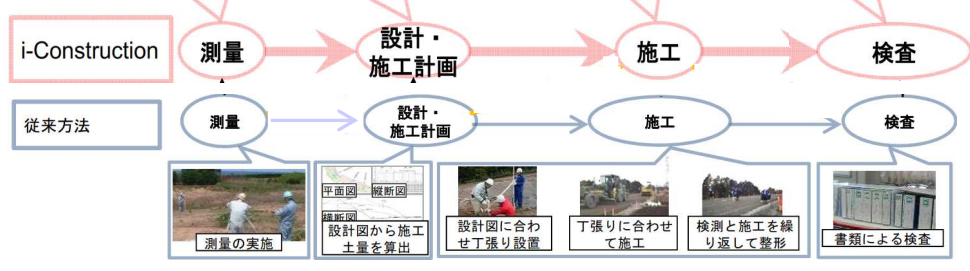 i-Construction
測量
設計・
施工計画
施工
検査
従来方法
測量
設計・
施工計画
施工
検査
測量の実施
平面図
縦断図
横断図
設計図から施工
土量を算出
設計図に合わ
せ丁張り設置
丁張りに合わせ
て施工
検測と施工を繰
り返して整形
書類による検査